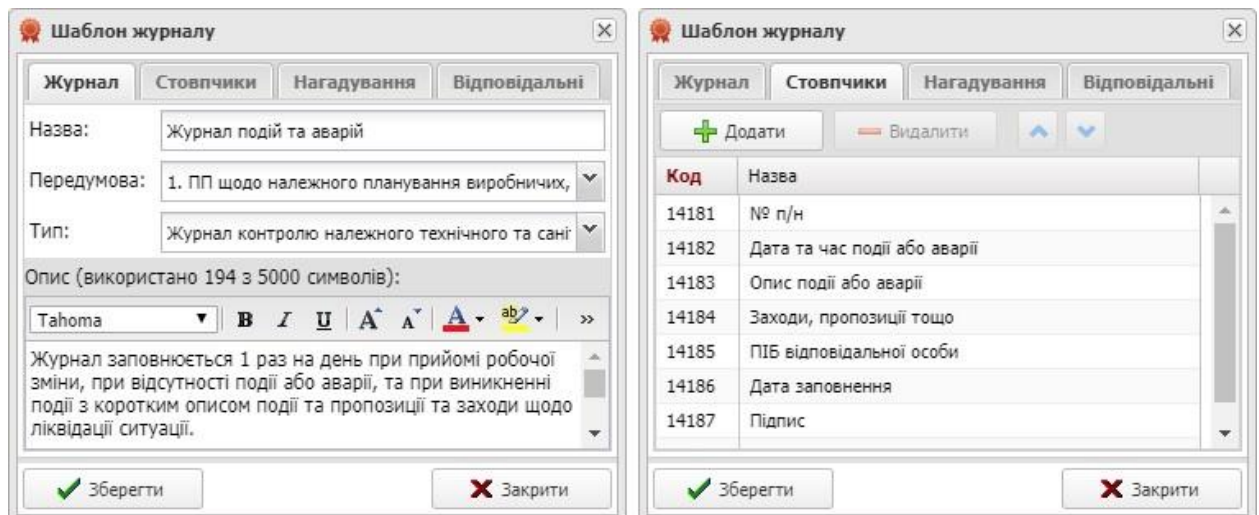 Шаблон журналу
Журнал Стовпчики Нагадування Відповідальні
Назва: Журнал подій та аварій
Передумова: 1. ПП щодо належного планування виробничих,
Тип: Журнал контролю належного технічного та сані
Опис (використано 194 з 5000 символів):
Tahoma B I U A A A ab »
Журнал заповнюється 1 раз на день при прийомі робочої
зміни, при відсутності події або аварії, та при виникненні
події з коротким описом події та пропозиції та заходи щодо
ліквідації ситуації.
Зберегти Закрити
Шаблон журналу
Журнал Стовпчики Нагадування Відповідальні
Додати Видалити
Код Назва
14181 № п/н
14182 Дата та час події або аварії
14183 Опис події або аварії
14184 Заходи, пропозиції тощо
14185 ПІБ відповідальної особи
14186 Дата заповнення
14187 Підпис
Зберегти Закрити